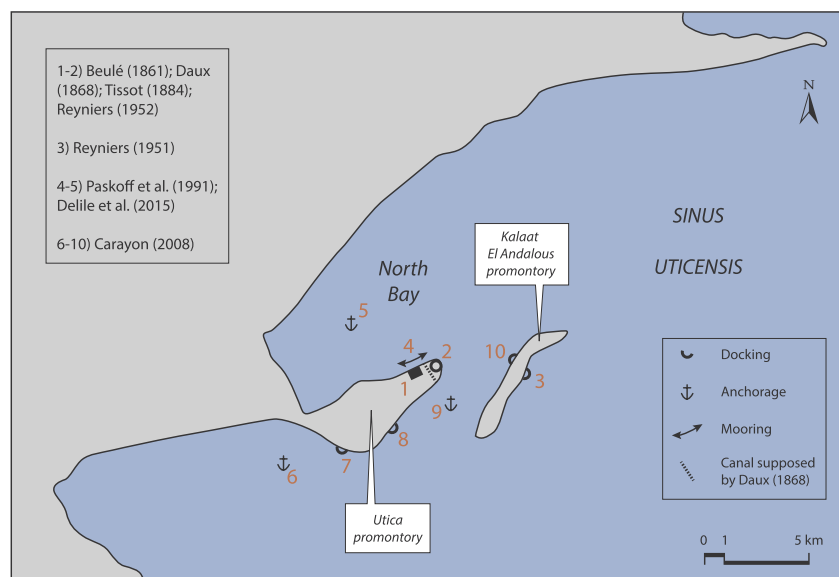 1-2) Beulé (1861); Daux
(1868); Tissot (1884);
Reyniers (1952)
3) Reyniers (1951)
4-5) Paskoff et al. (1991);
Delile et al. (2015)
6-10) Carayon (2008)
N
SINUS
UTICENSIS
Kalaat
El Andalous
promontory
North
Bay
5
4
2
10
1
3
9
8
7
6
Utica
promontory
Docking
Anchorage
Mooring
Canal supposed
by Daux (1868)
0 1 5 km